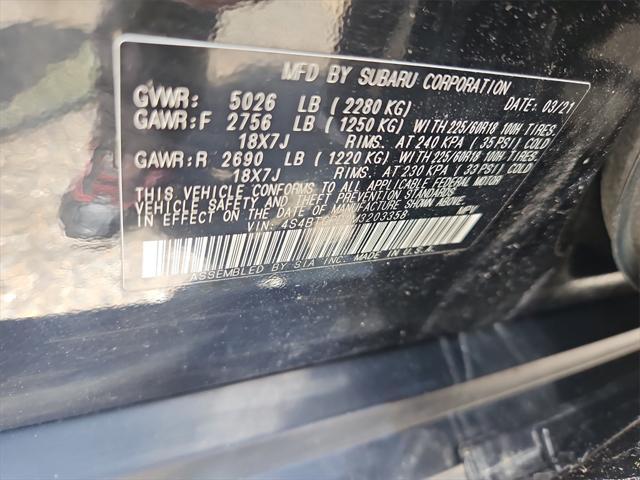 MFD BY SUBARU CORPORATION
GVWR: 5026 LB ( 2280 KG) DATE: 03/21
GAWR:F 2756 LB ( 1250 KG) WITH 225/60R18 100H TIRES.
18X7J RIMS. AT 240 KPA ( 35 PSI) COLD
GAWR:R 2690 LB ( 1220 KG) WITH 225/60R18 100H TIRES.
18X7J RIMS. AT 230 KPA ( 33 PSI) COLD
THIS VEHICLE CONFORMS TO ALL APPLICABLE FEDERAL MOTOR
VEHICLE SAFETY AND THEFT PREVENTION STANDARDS
IN EFFECT ON THE DATE OF MANUFACTURE SHOWN ABOVE.
VIN: MPV
ASSEMBLED BY SIA INC. MADE IN U.S.A.